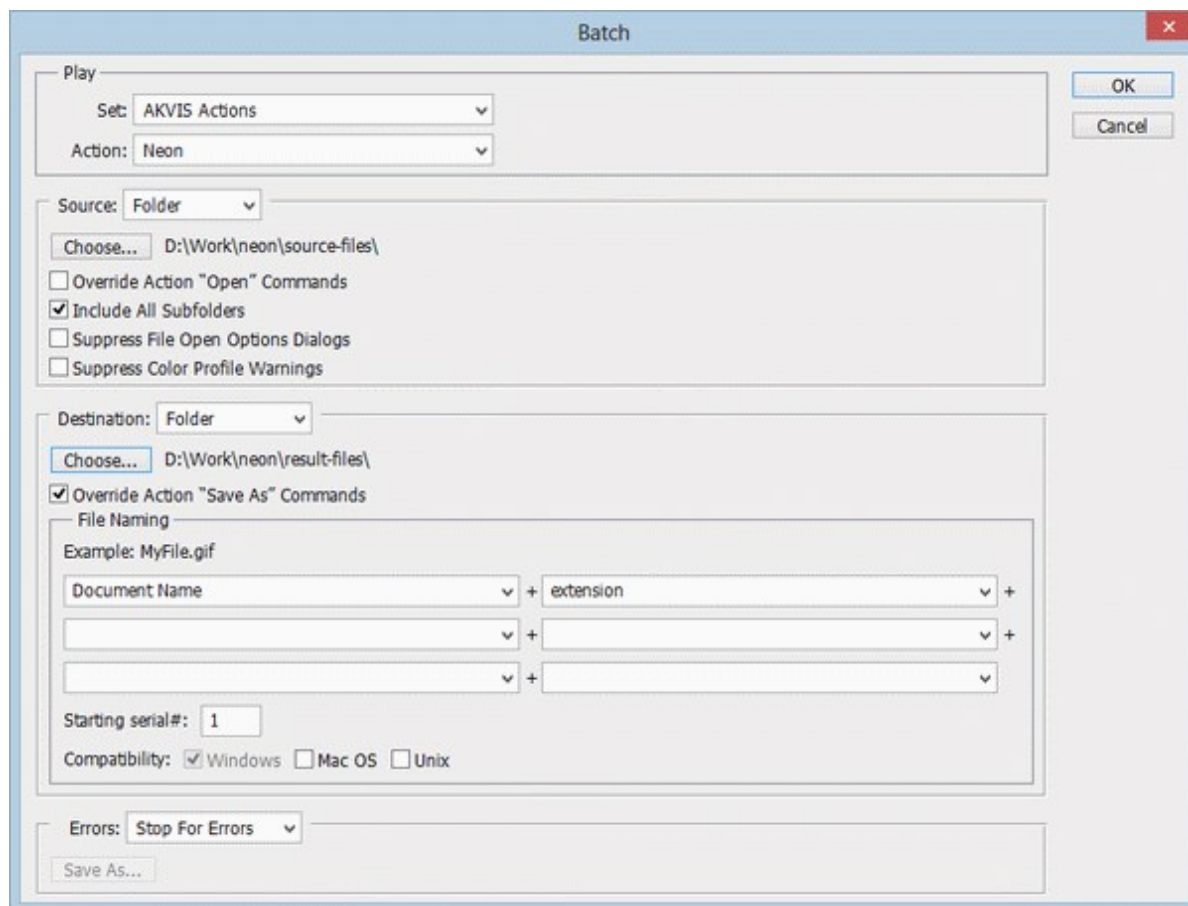 Batch
Play
OK
Set: AKVIS Actions
Cancel
Action: Neon
Source: Folder
Choose... D:\Work\neon\source-files\
Override Action "Open" Commands
Include All Subfolders
Suppress File Open Options Dialogs
Suppress Color Profile Warnings
Destination: Folder
Choose... D:\Work\neon\result-files\
Override Action "Save As" Commands
File Naming
Example: MyFile.gif
Document Name + extension +
+ +
+
Starting serial#: 1
Compatibility: Windows Mac OS Unix
Errors: Stop For Errors
Save As...